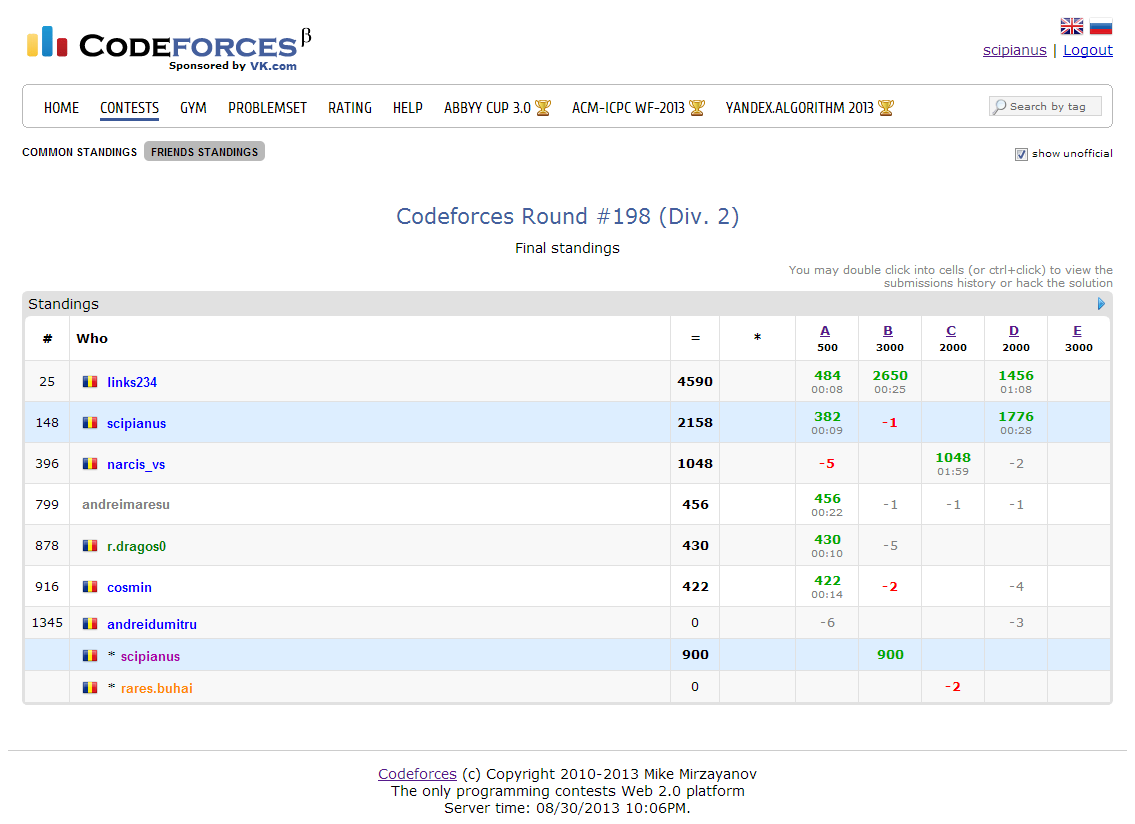 CODEFORCES β
Sponsored by VK.com
scipianus | Logout
HOME CONTESTS GYM PROBLEMSET RATING HELP ABBYY CUP 3.0 ACM-ICPC WF-2013 YANDEX.ALGORITHM 2013 Search by tag
COMMON STANDINGS FRIENDS STANDINGS show unofficial
Codeforces Round #198 (Div. 2)
Final standings
You may double click into cells (or ctrl+click) to view the
submissions history or hack the solution
Standings
# Who = * A B C D E
500 3000 2000 2000 3000
25 links234 4590 484 2650 1456
00:08 00:25 01:08
148 scipianus 2158 382 -1 1776
00:09 00:28
396 narcis_vs 1048 -5 1048 -2
01:59
799 andreimaresu 456 456 -1 -1 -1
00:22
878 r.dragos0 430 430 -5
00:10
916 cosmin 422 422 -2 -4
00:14
1345 andreidumitru 0 -6 -3
* scipianus 900 900
* rares.buhai 0 -2
Codeforces (c) Copyright 2010-2013 Mike Mirzayanov
The only programming contests Web 2.0 platform
Server time: 08/30/2013 10:06PM.